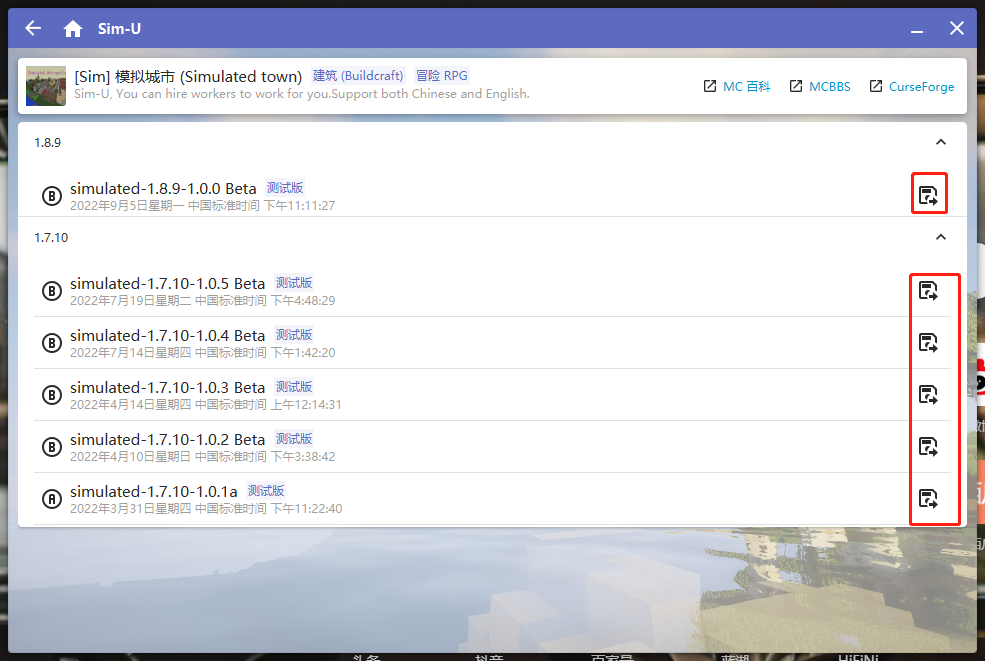 Sim-U
[Sim] 模拟城市 (Simulated town) 建筑 (Buildcraft) 冒险 RPG
Sim-U, You can hire workers to work for you.Support both Chinese and English.
MC 百科 MCBBS CurseForge
1.8.9
B simulated-1.8.9-1.0.0 Beta 测试版
2022年9月5日星期一 中国标准时间 下午11:11:27
1.7.10
B simulated-1.7.10-1.0.5 Beta 测试版
2022年7月19日星期二 中国标准时间 下午4:48:29
B simulated-1.7.10-1.0.4 Beta 测试版
2022年7月14日星期四 中国标准时间 下午1:42:20
B simulated-1.7.10-1.0.3 Beta 测试版
2022年4月14日星期四 中国标准时间 上午12:14:31
B simulated-1.7.10-1.0.2 Beta 测试版
2022年4月10日星期日 中国标准时间 下午3:38:42
A simulated-1.7.10-1.0.1a 测试版
2022年3月31日星期四 中国标准时间 下午11:22:40
头条 抖音 百家号 蓝湖 HiFiNi